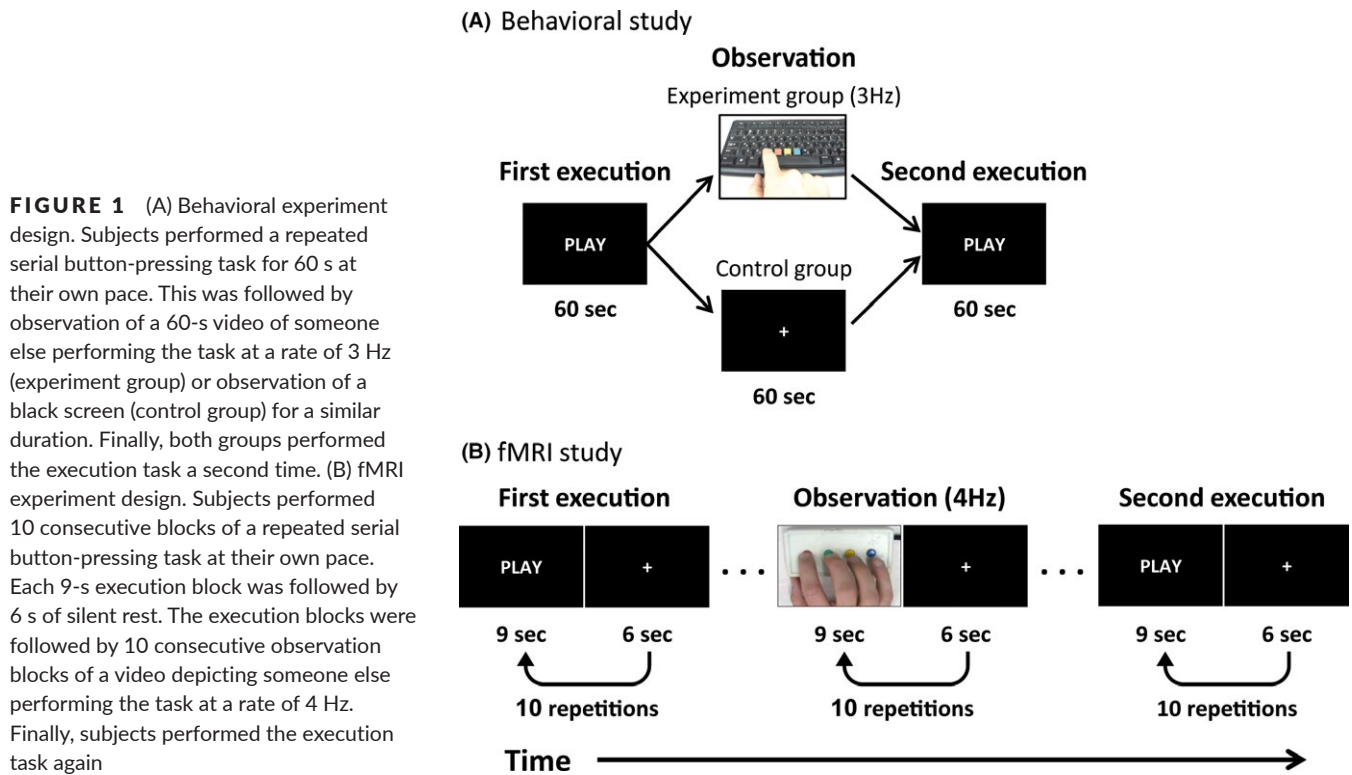 FIGURE 1 (A) Behavioral experiment
design. Subjects performed a repeated
serial button-pressing task for 60 s at
their own pace. This was followed by
observation of a 60-s video of someone
else performing the task at a rate of 3 Hz
(experiment group) or observation of a
black screen (control group) for a similar
duration. Finally, both groups performed
the execution task a second time. (B) fMRI
experiment design. Subjects performed
10 consecutive blocks of a repeated serial
button-pressing task at their own pace.
Each 9-s execution block was followed by
6 s of silent rest. The execution blocks were
followed by 10 consecutive observation
blocks of a video depicting someone else
performing the task at a rate of 4 Hz.
Finally, subjects performed the execution
task again
(A) Behavioral study
Observation
Experiment group (3Hz)
First execution
Second execution
PLAY
PLAY
Control group
+
60 sec
60 sec
60 sec
(B) fMRI study
First execution
Observation (4Hz)
Second execution
PLAY
+
. . .
+
. . .
PLAY
+
9 sec
6 sec
9 sec
6 sec
9 sec
6 sec
10 repetitions
10 repetitions
10 repetitions
Time